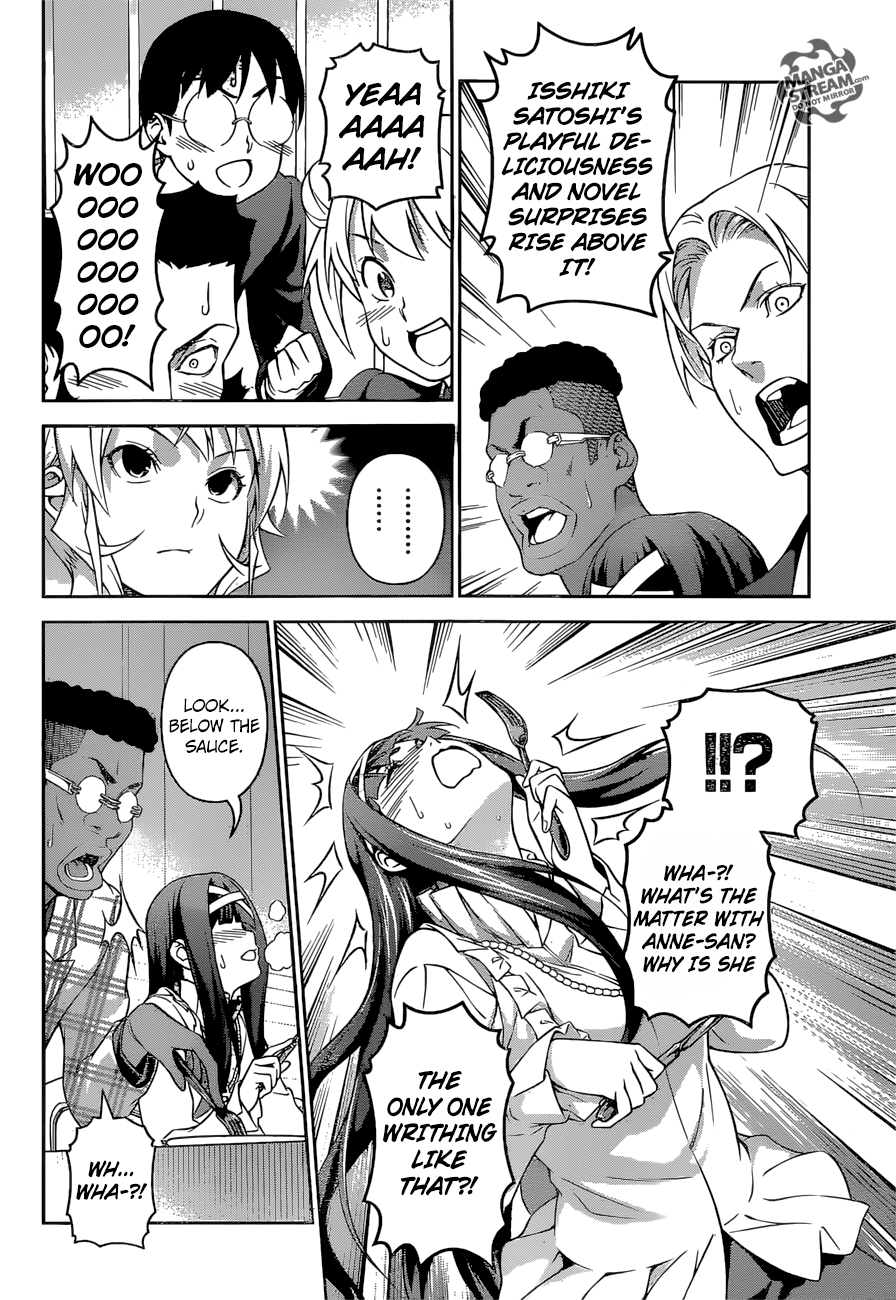 ISSHIKI
SATOSHI'S
PLAYFUL DE-
LICIOUSNESS
AND NOVEL
SURPRISES
RISE ABOVE
IT!
YEAA
AAAAA
AAH!
WOO
OOO
OOO
OOO
OOO
OO!
.........
.........
!!?
WHA-?!
WHAT'S THE
MATTER WITH
ANNE-SAN?
WHY IS SHE
THE
ONLY ONE
WRITHING
LIKE
THAT?!
LOOK...
BELOW THE
SAUCE.
WH...
WHA-?!
MANGA
STREAM.com
DO NOT MIRROR